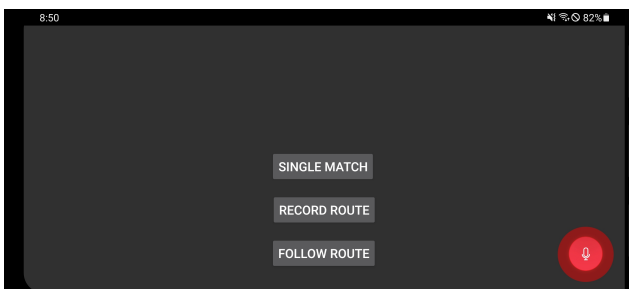 8:50
82%
SINGLE MATCH
RECORD ROUTE
FOLLOW ROUTE